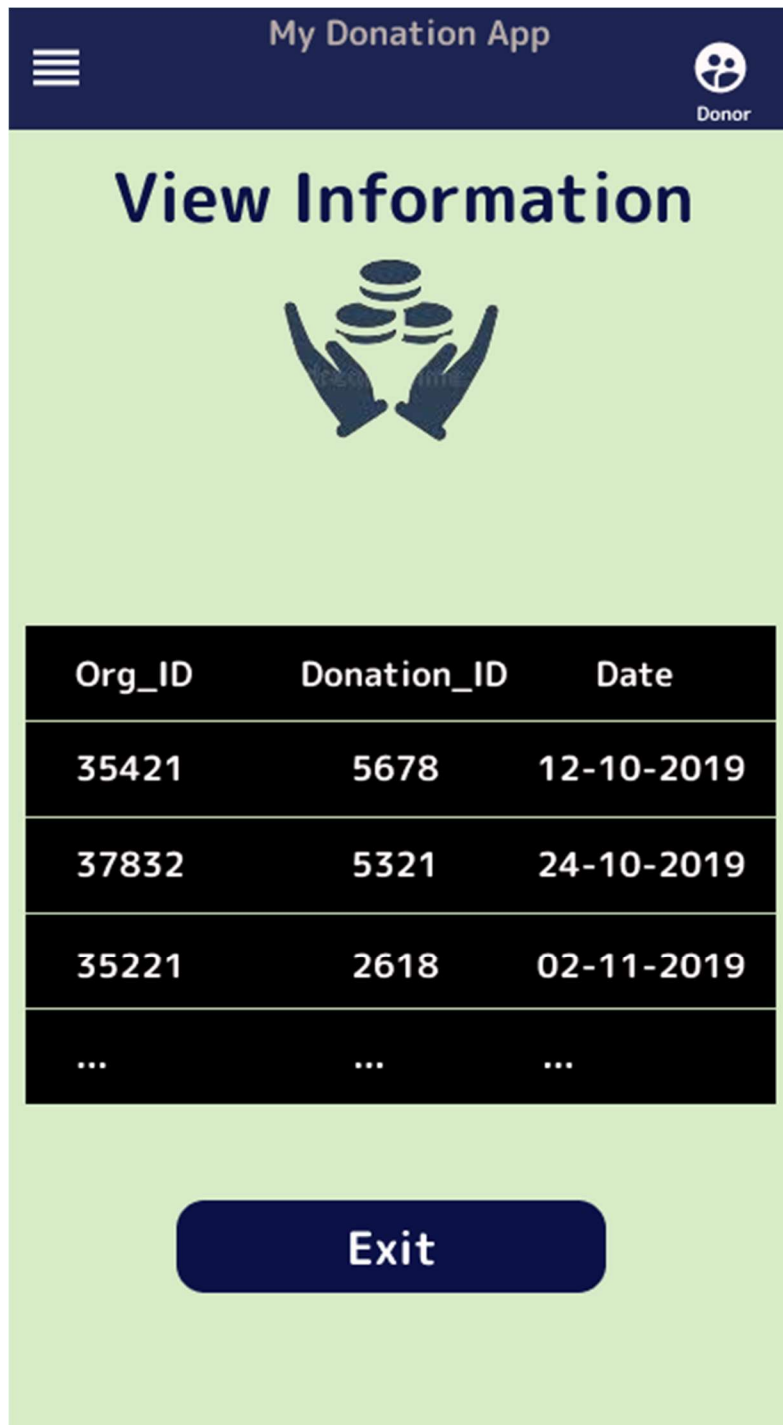 My Donation App
Donor
View Information
Org_ID Donation_ID Date
35421 5678 12-10-2019
37832 5321 24-10-2019
35221 2618 02-11-2019
... ... ...
Exit